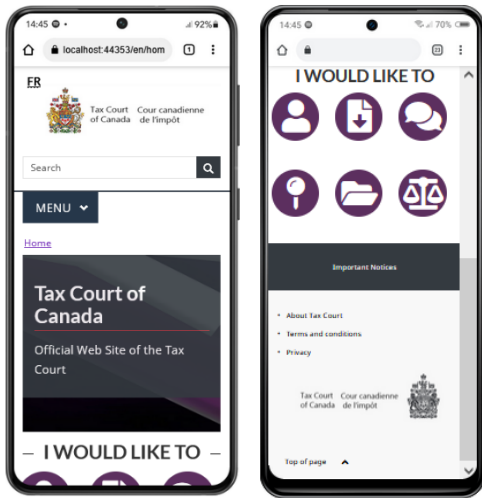 14:45
92%
localhost:44353/en/hom
1
FR
Tax Court Cour canadienne
of Canada de l'impôt
Search
MENU
Home
Tax Court of
Canada
Official Web Site of the Tax
Court
– I WOULD LIKE TO –
14:45
70%
23
I WOULD LIKE TO
Important Notices
• About Tax Court
• Terms and conditions
• Privacy
Tax Court Cour canadienne
of Canada de l'impôt
Top of page